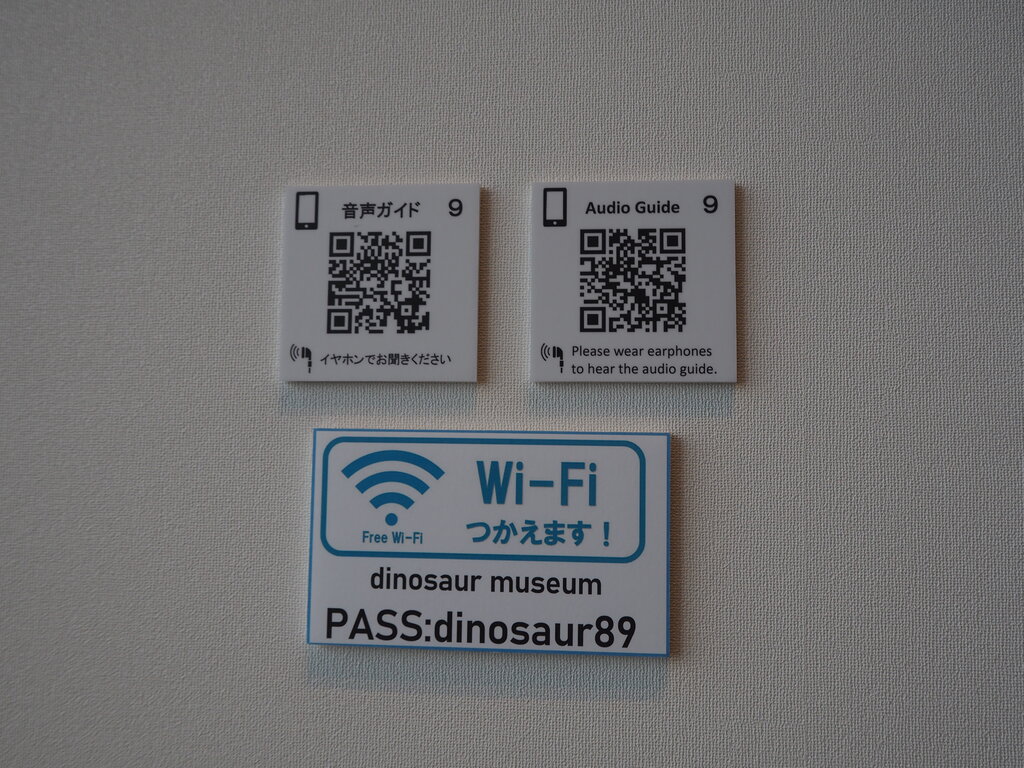 音声ガイド 9
イヤホンでお聞きください
Audio Guide 9
Please wear earphones
to hear the audio guide.
Wi-Fi
Free Wi-Fi
つかえます！
dinosaur museum
PASS:dinosaur89